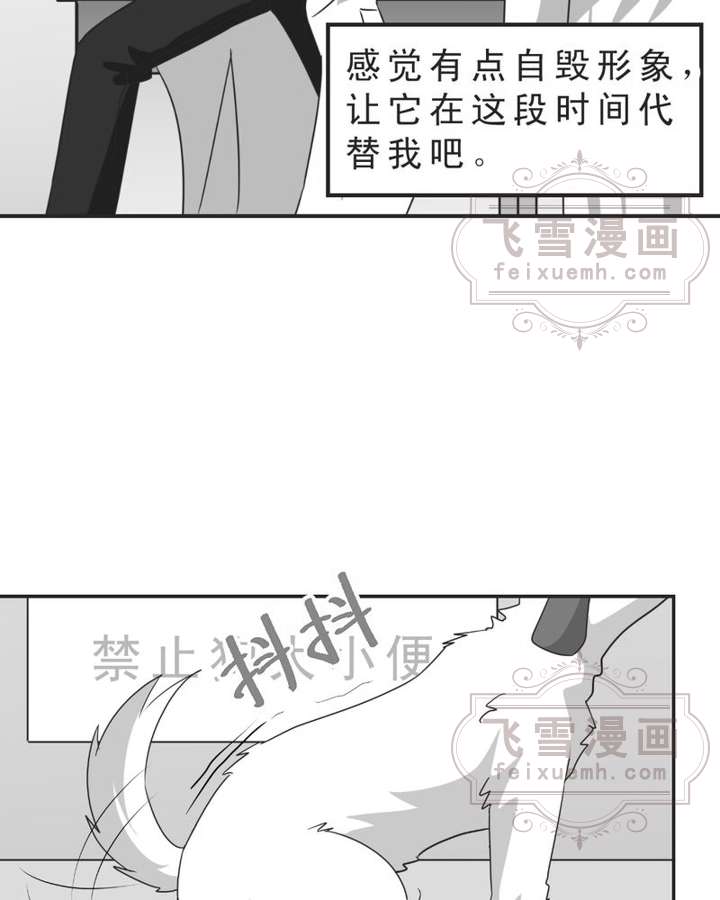 感觉有点自毁形象，
让它在这段时间代
替我吧。
飞雪漫画
feixuemh.com
抖抖
禁止犬小便
飞雪漫画
feixuemh.com